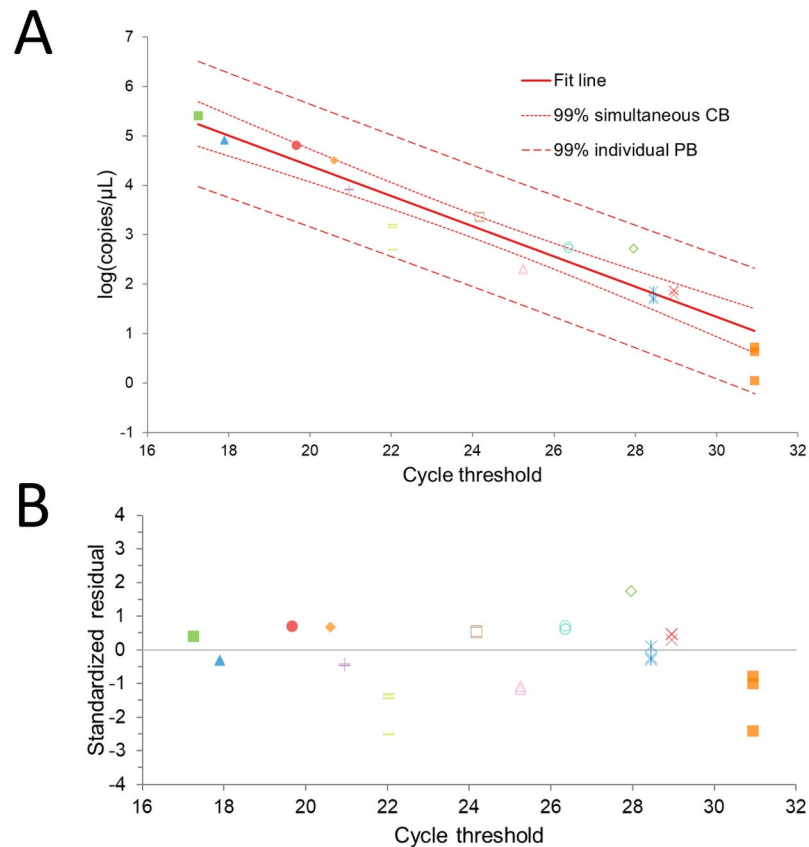 A
7
6
5
4
3
2
1
0
-1
log(copies/µL)
Fit line
99% simultaneous CB
99% individual PB
16 18 20 22 24 26 28 30 32
Cycle threshold
B
4
3
2
1
0
-1
-2
-3
-4
Standardized residual
16 18 20 22 24 26 28 30 32
Cycle threshold